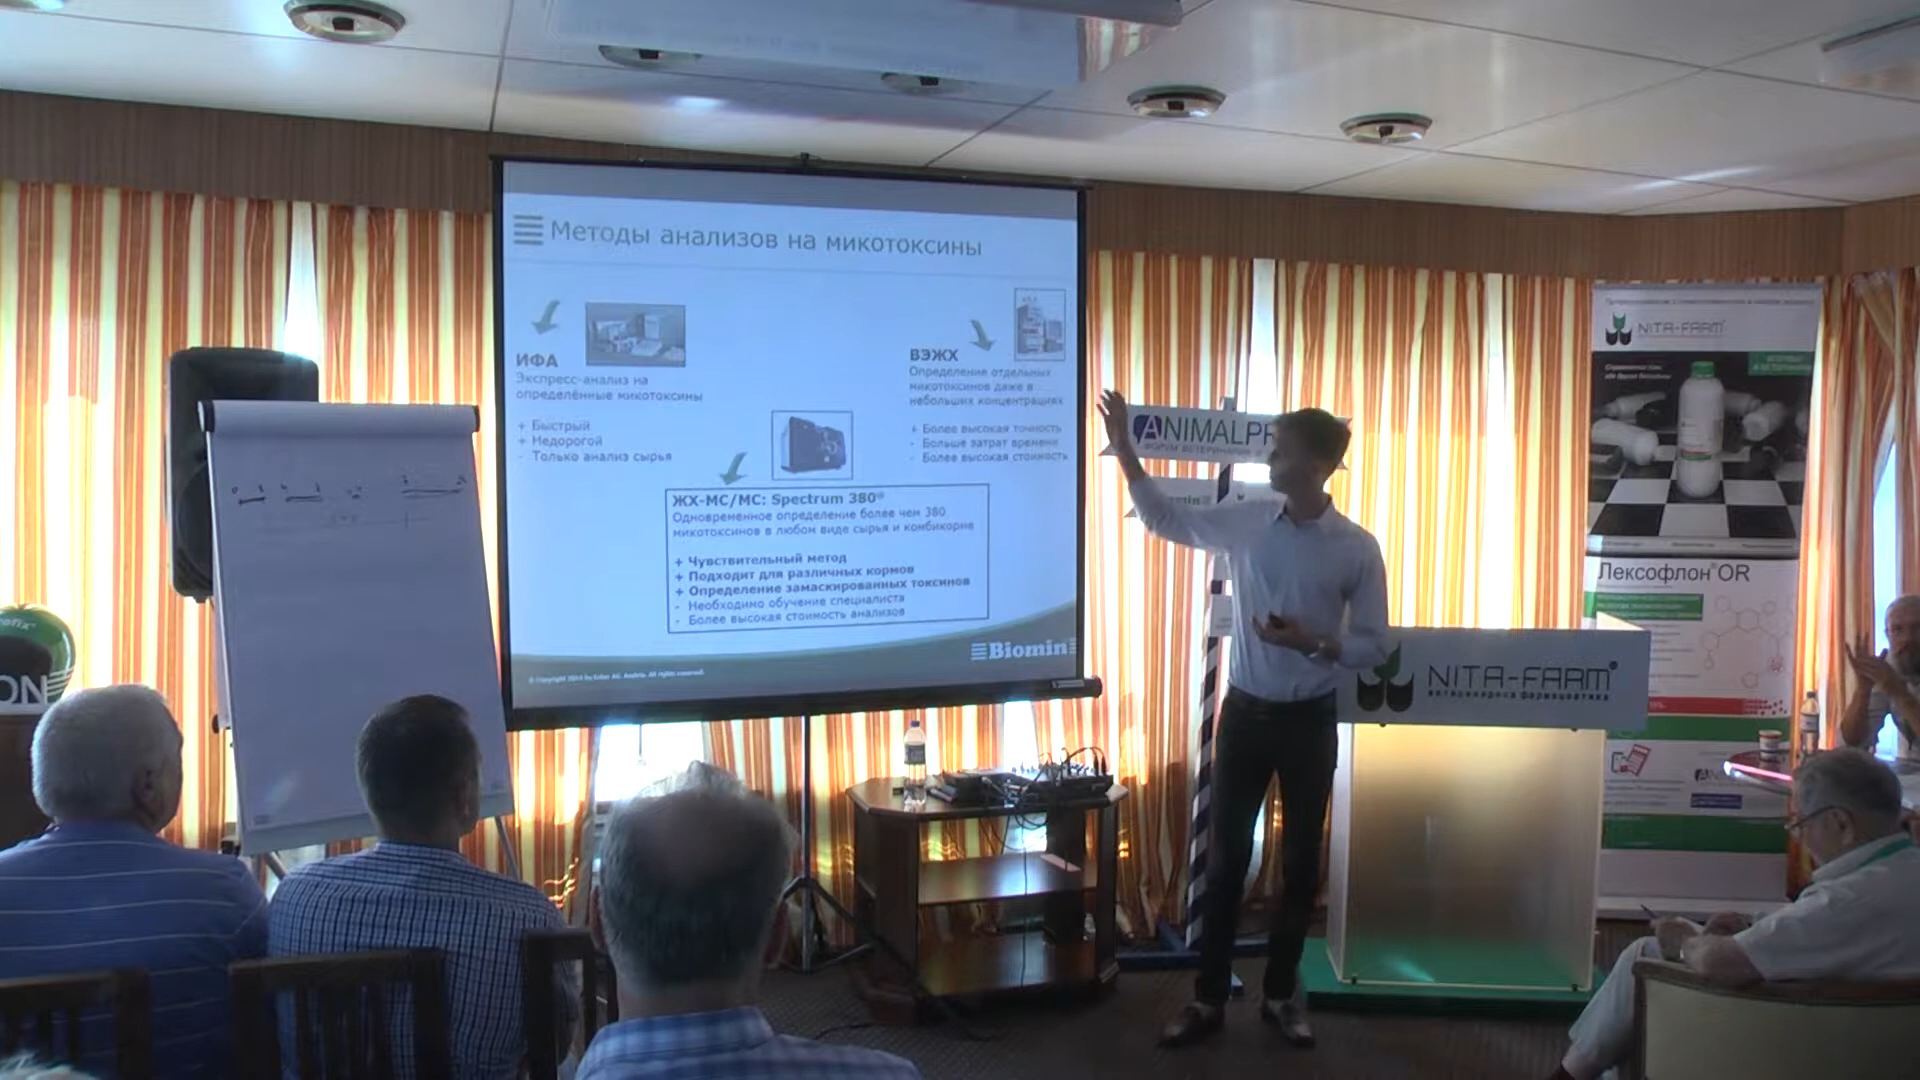 Методы анализов на микотоксины
ИФА
Экспресс-анализ на
определённые микотоксины
+ Быстрый
+ Недорогой
- Только анализ сырья
ВЭЖХ
Определение отдельных
микотоксинов даже в
небольших концентрациях
+ Более высокая точность
- Больше затрат времени
- Более высокая стоимость
ЖХ-МС/МС: Spectrum 380®
Одновременное определение более чем 380
микотоксинов в любом виде сырья и комбикорме
+ Чувствительный метод
+ Подходит для различных кормов
+ Определение замаскированных токсинов
- Необходимо обучение специалиста
- Более высокая стоимость анализов
Biomin
ANIMALPR
NITA-FARM
NITA-FARM®
Лексофлон® OR
ON